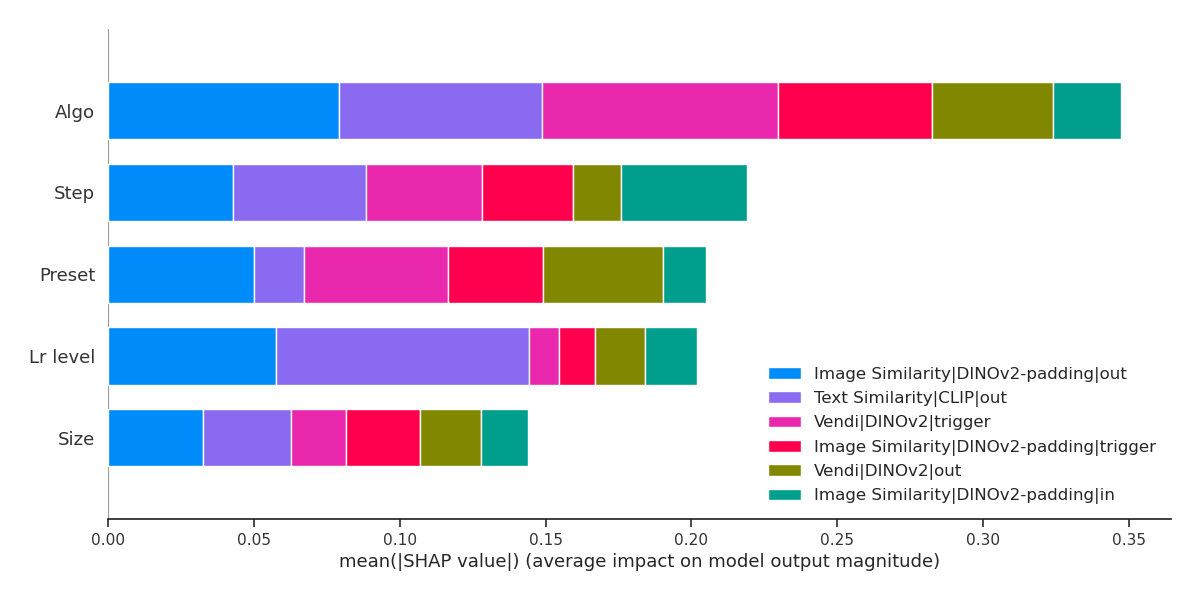 Algo
Step
Preset
Lr level
Size
Image Similarity|DINOv2-padding|out
Text Similarity|CLIP|out
Vendi|DINOv2|trigger
Image Similarity|DINOv2-padding|trigger
Vendi|DINOv2|out
Image Similarity|DINOv2-padding|in
0.00 0.05 0.10 0.15 0.20 0.25 0.30 0.35
mean(|SHAP value|) (average impact on model output magnitude)